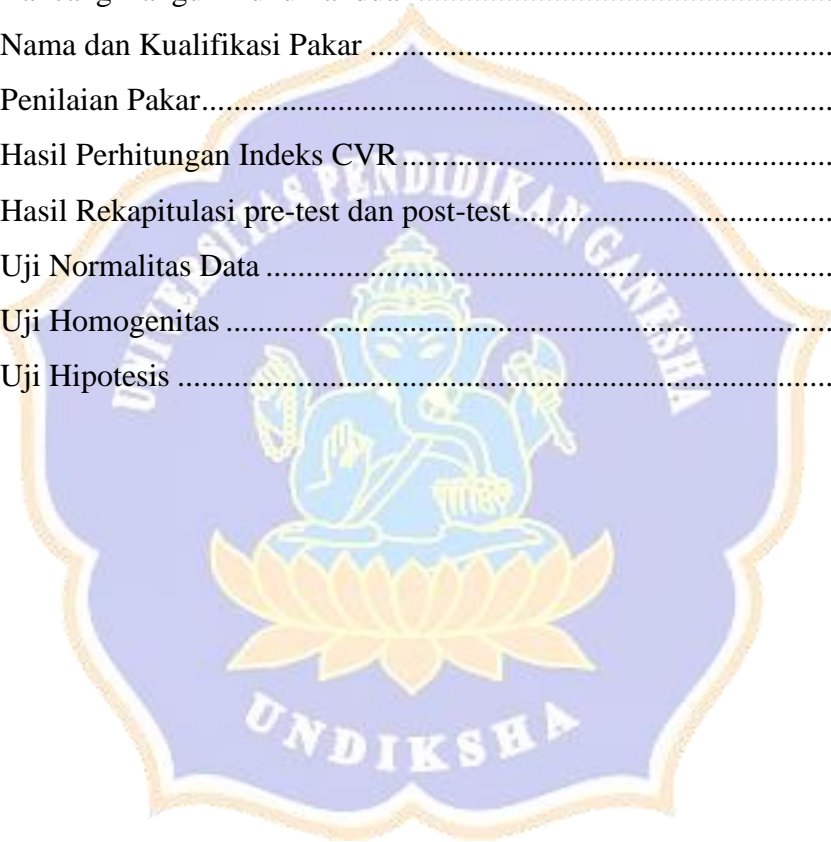 Nama dan Kualifikasi Pakar ........................................................
Penilaian Pakar.............................................................................
Hasil Perhitungan Indeks CVR ....................................................
Hasil Rekapitulasi pre-test dan post-test.......................................
Uji Normalitas Data .....................................................................
Uji Homogenitas ..........................................................................
Uji Hipotesis ................................................................................
UNIVERSITAS PENDIDIKAN GANESHA
UNDIKSHA